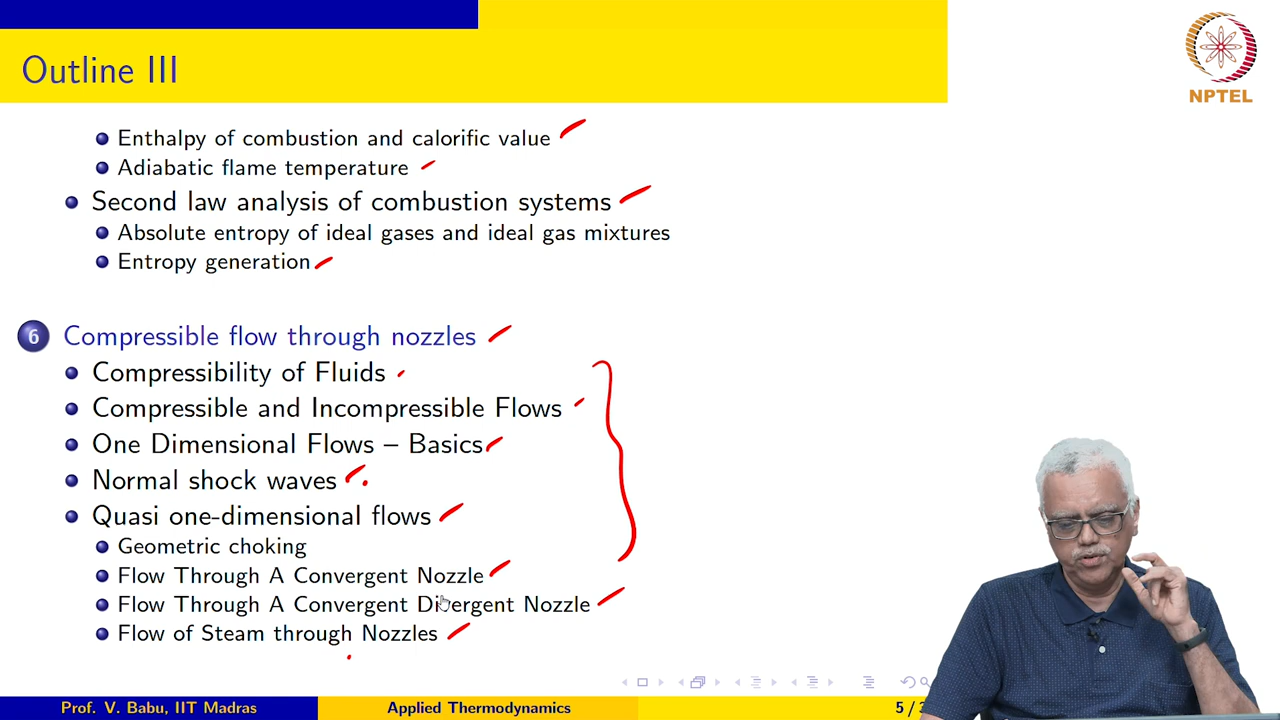 Outline III
NPTEL
Enthalpy of combustion and calorific value
Adiabatic flame temperature
Second law analysis of combustion systems
Absolute entropy of ideal gases and ideal gas mixtures
Entropy generation
6 Compressible flow through nozzles
Compressibility of Fluids
Compressible and Incompressible Flows
One Dimensional Flows – Basics
Normal shock waves
Quasi one-dimensional flows
Geometric choking
Flow Through A Convergent Nozzle
Flow Through A Convergent Divergent Nozzle
Flow of Steam through Nozzles
Prof. V. Babu, IIT Madras Applied Thermodynamics 5 /